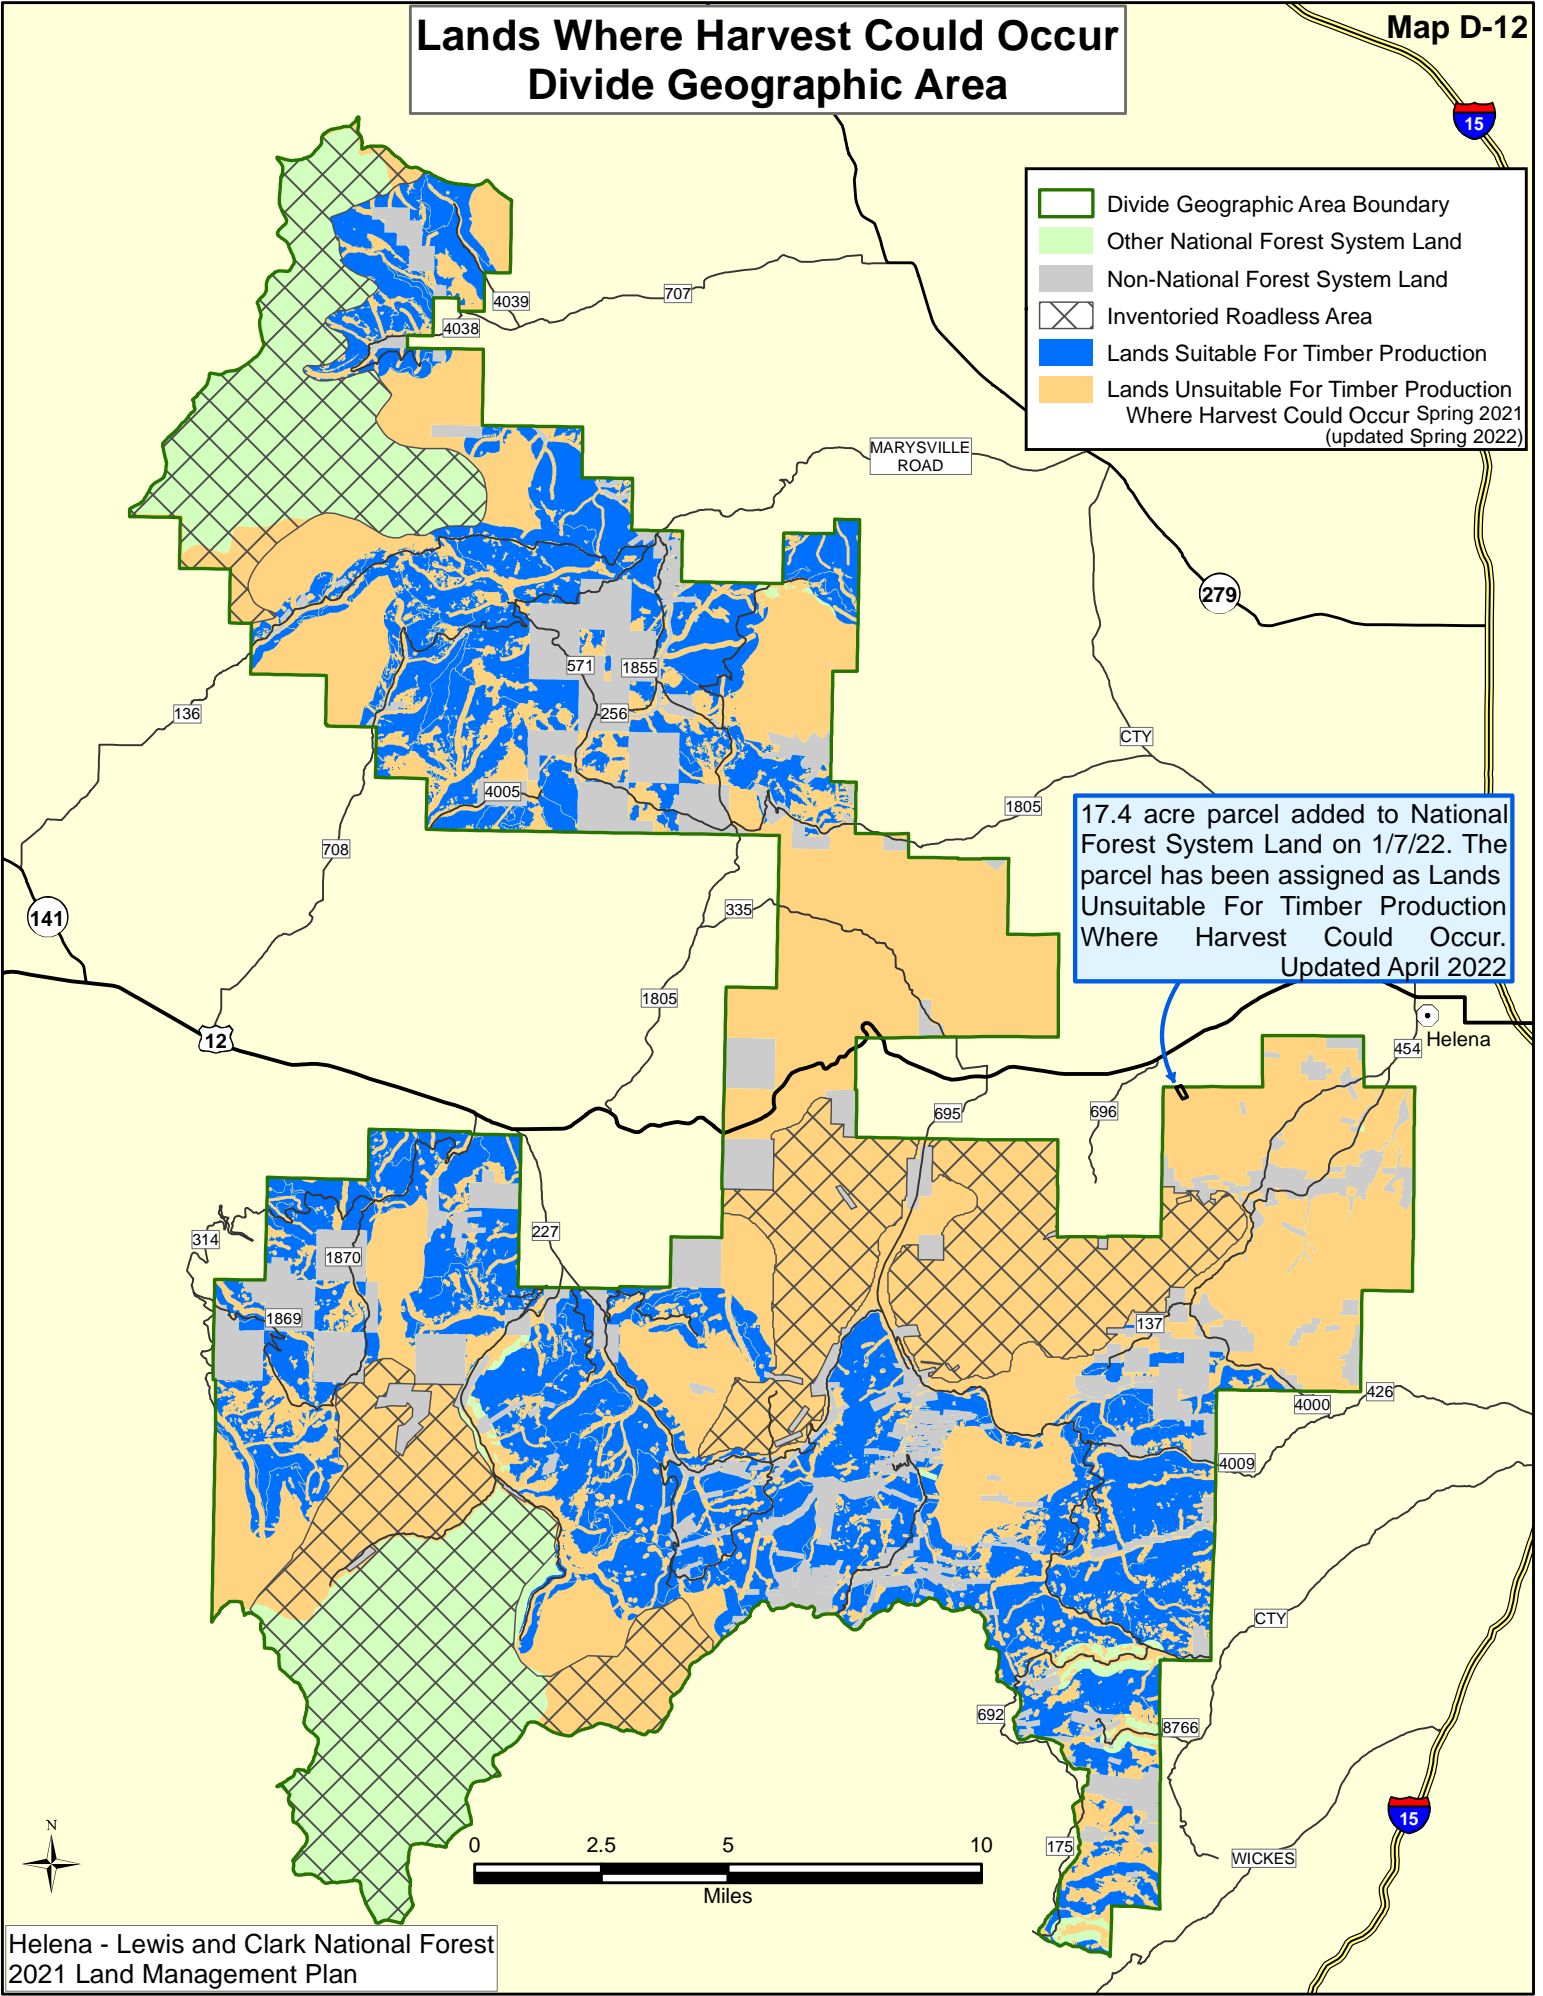 Lands Where Harvest Could Occur
Divide Geographic Area
Map D-12
15
Divide Geographic Area Boundary
Other National Forest System Land
Non-National Forest System Land
Inventoried Roadless Area
Lands Suitable For Timber Production
Lands Unsuitable For Timber Production
Where Harvest Could Occur Spring 2021
(updated Spring 2022)
707
4039
4038
MARYSVILLE
ROAD
279
571
1855
136
256
CTY
4005
1805
708
17.4 acre parcel added to National
Forest System Land on 1/7/22. The
parcel has been assigned as Lands
Unsuitable For Timber Production
Where Harvest Could Occur.
Updated April 2022
141
335
1805
12
Helena
454
695
696
314
227
1870
1869
137
426
4000
4009
CTY
692
8766
15
N
0
2.5
5
10
Miles
175
WICKES
Helena - Lewis and Clark National Forest
2021 Land Management Plan